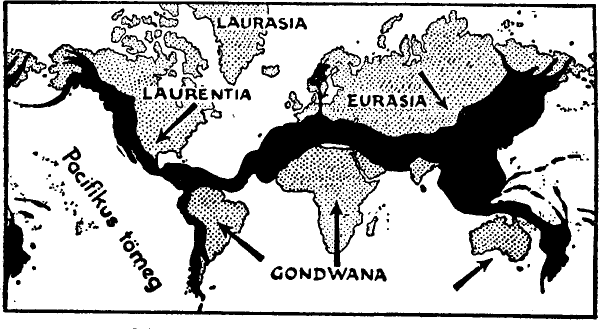 LAURASIA
LAURENTIA
EURASIA
Pacifikus tömeg
GONDWANA